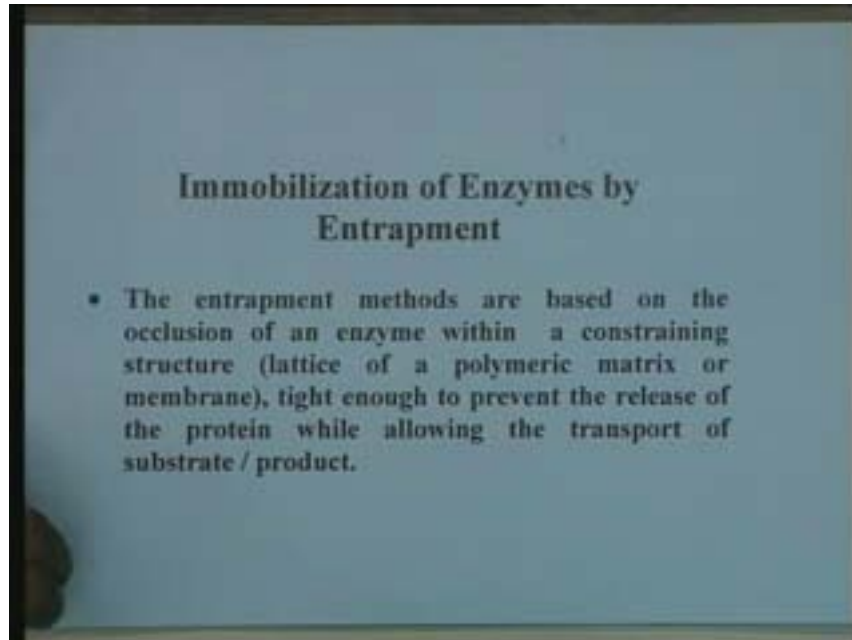 Immobilization of Enzymes by
Entrapment
• The entrapment methods are based on the
occlusion of an enzyme within a constraining
structure (lattice of a polymeric matrix or
membrane), tight enough to prevent the release of
the protein while allowing the transport of
substrate / product.